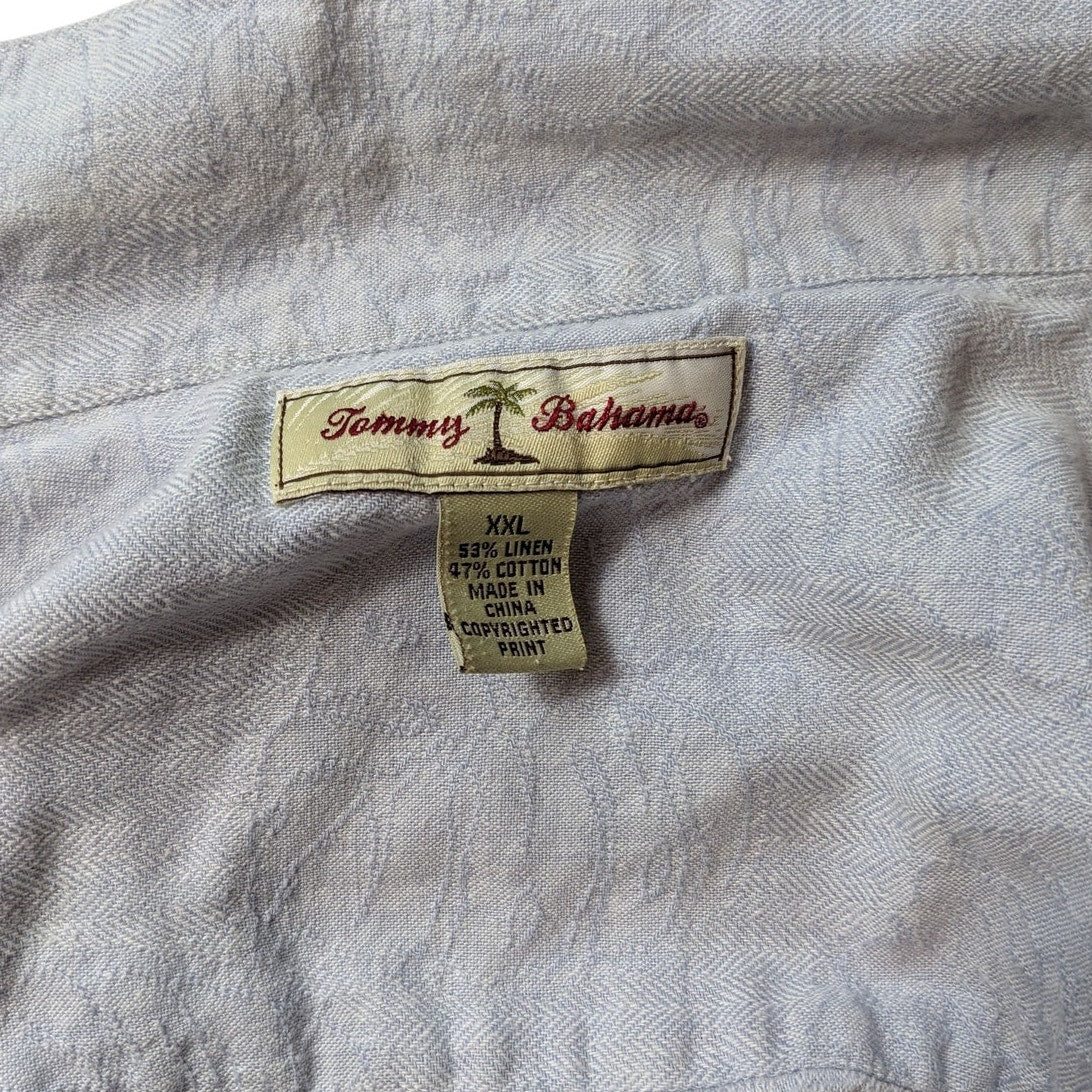 Tommy Bahama®
XXL
53% LINEN
47% COTTON
MADE IN
CHINA
COPYRIGHTED
PRINT